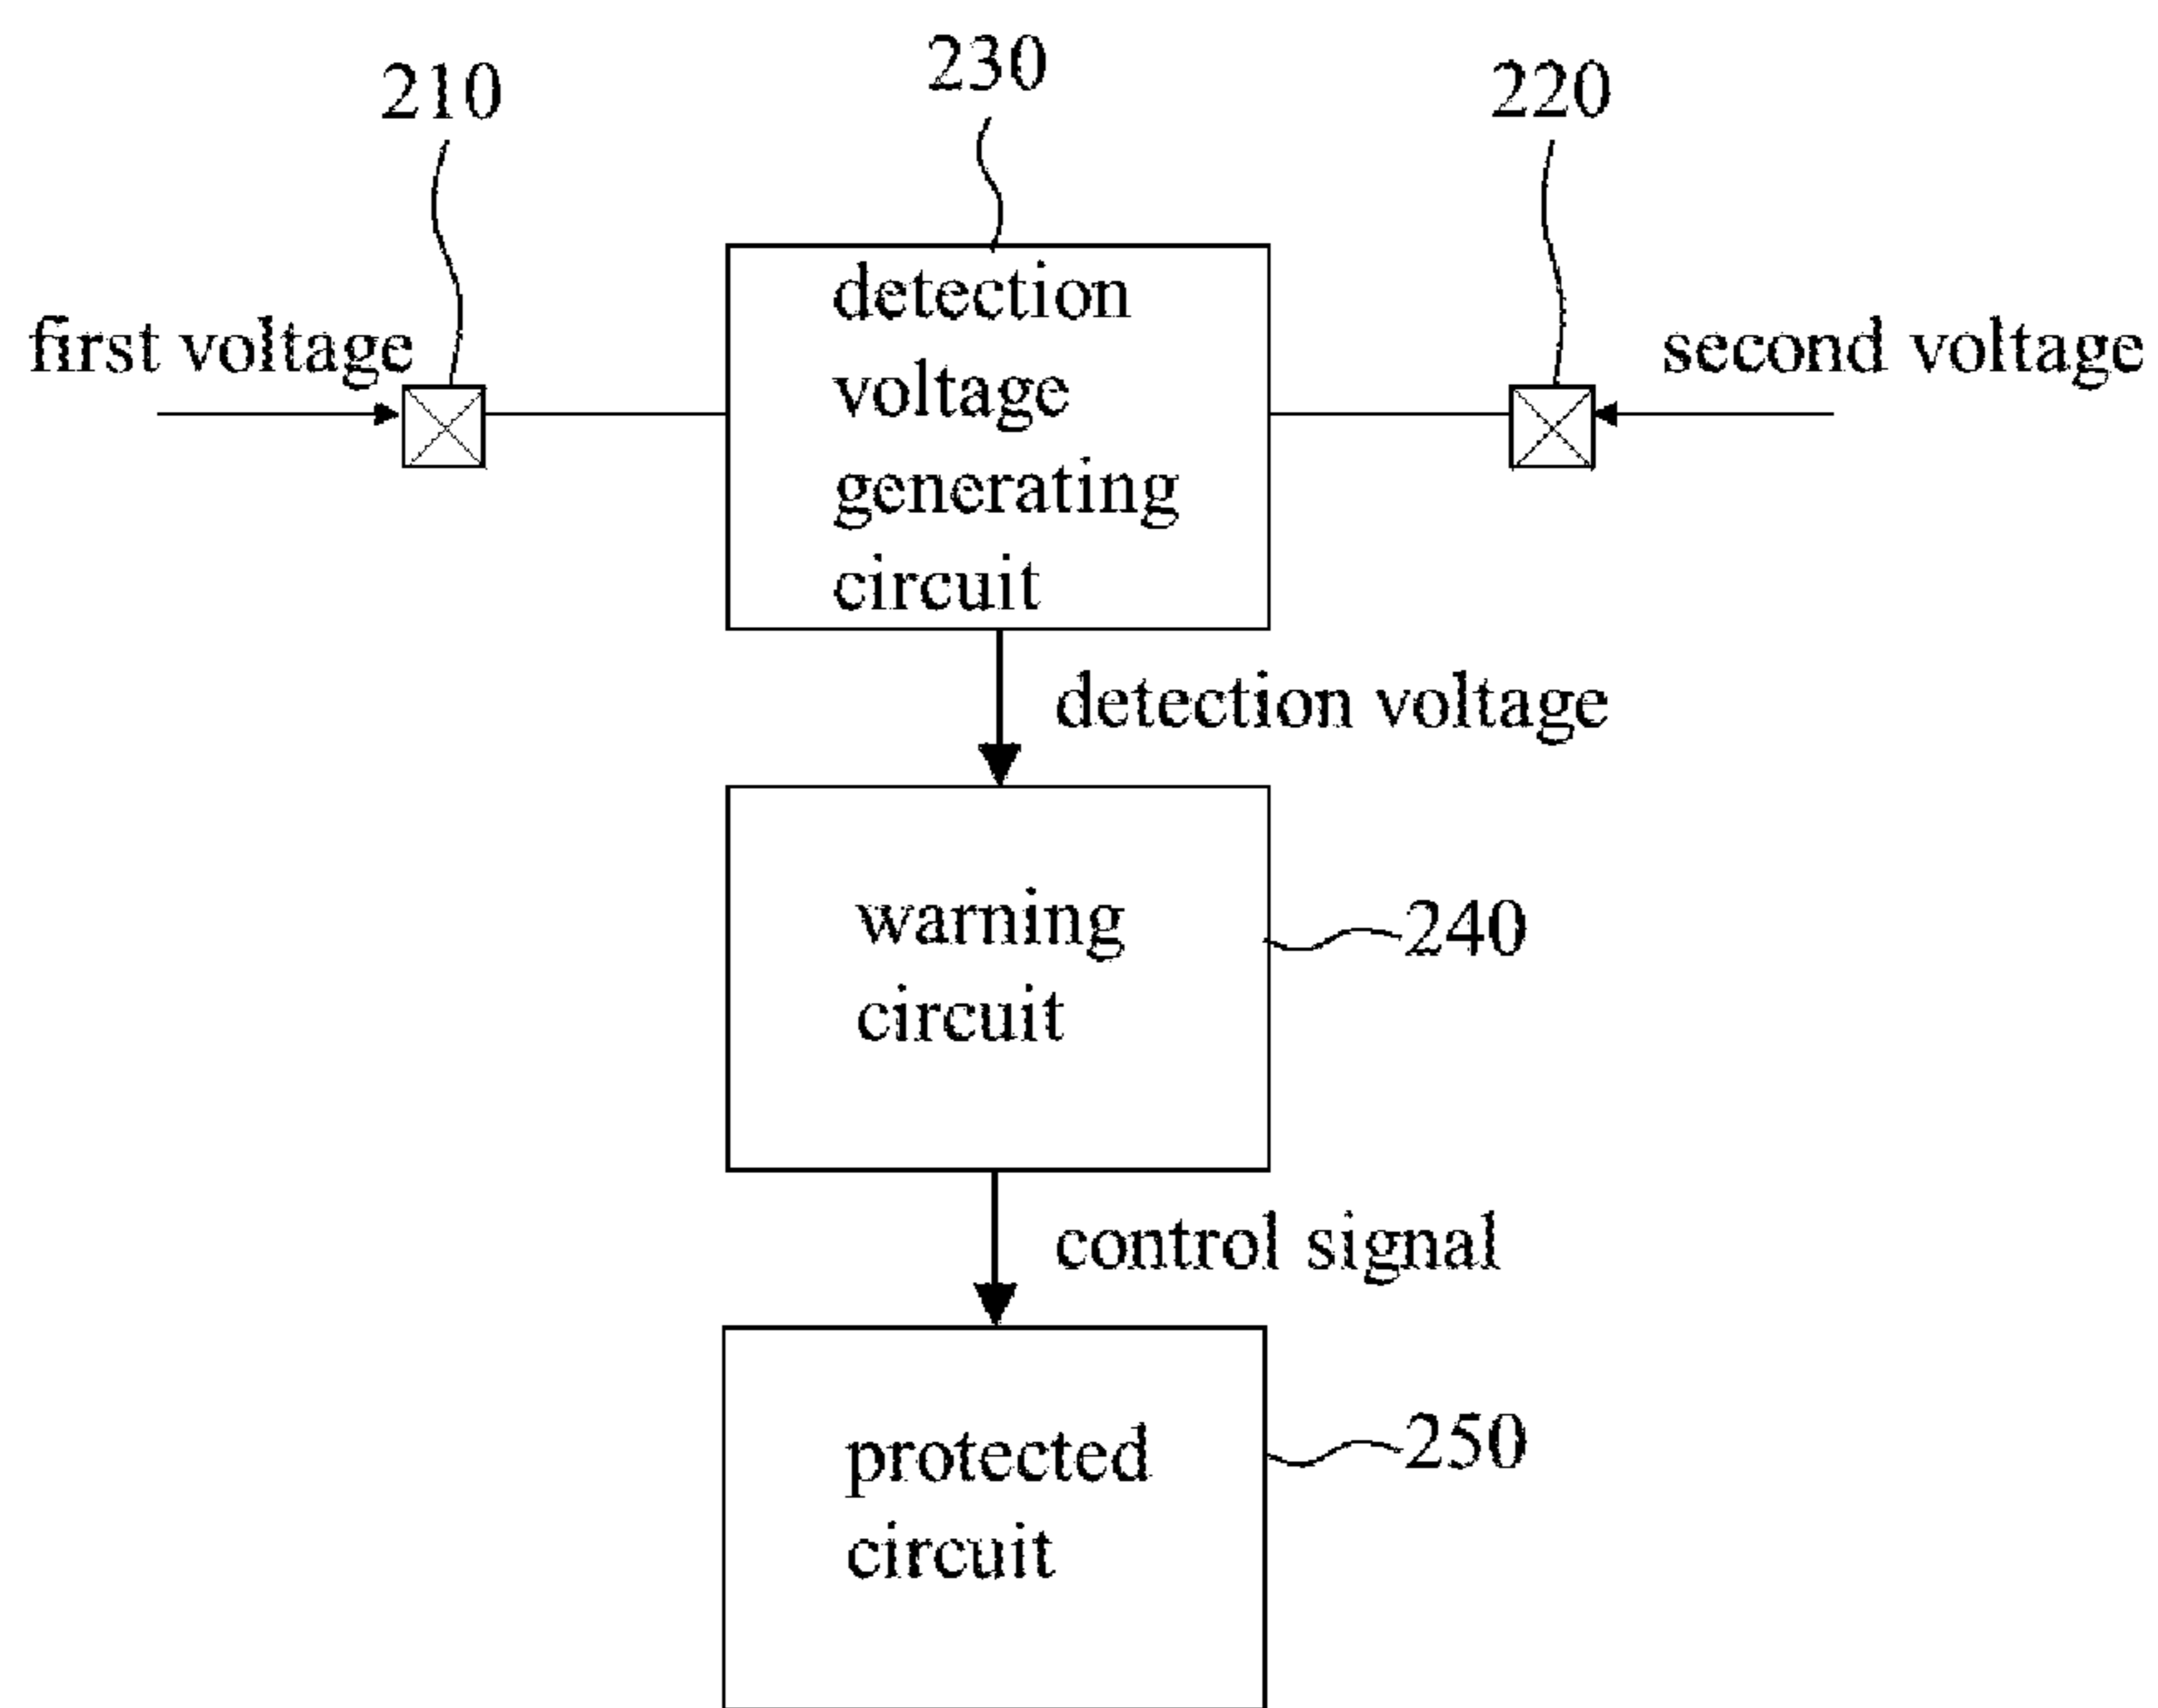 230
210
220
first voltage
second voltage
detection
voltage
generating
circuit
detection voltage
warning
circuit
240
control signal
protected
circuit
250